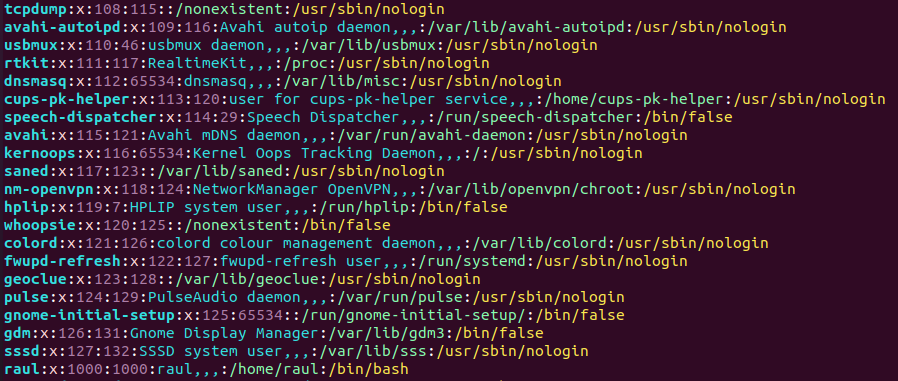 tcpdump:x:108:115::/nonexistent:/usr/sbin/nologin
avahi-autoipd:x:109:116:Avahi autoip daemon,,,:/var/lib/avahi-autoipd:/usr/sbin/nologin
usbmux:x:110:46:usbmux daemon,,,:/var/lib/usbmux:/usr/sbin/nologin
rtkit:x:111:117:RealtimeKit,,,:/proc:/usr/sbin/nologin
dnsmasq:x:112:65534:dnsmasq,,,:/var/lib/misc:/usr/sbin/nologin
cups-pk-helper:x:113:120:user for cups-pk-helper service,,,:/home/cups-pk-helper:/usr/sbin/nologin
speech-dispatcher:x:114:29:Speech Dispatcher,,,:/run/speech-dispatcher:/bin/false
avahi:x:115:121:Avahi mDNS daemon,,,:/var/run/avahi-daemon:/usr/sbin/nologin
kernoops:x:116:65534:Kernel Oops Tracking Daemon,,,:/:/usr/sbin/nologin
saned:x:117:123::/var/lib/saned:/usr/sbin/nologin
nm-openvpn:x:118:124:NetworkManager OpenVPN,,,:/var/lib/openvpn/chroot:/usr/sbin/nologin
hplip:x:119:7:HPLIP system user,,,:/run/hplip:/bin/false
whoopsie:x:120:125::/nonexistent:/bin/false
colord:x:121:126:colord colour management daemon,,,:/var/lib/colord:/usr/sbin/nologin
fwupd-refresh:x:122:127:fwupd-refresh user,,,:/run/systemd:/usr/sbin/nologin
geoclue:x:123:128::/var/lib/geoclue:/usr/sbin/nologin
pulse:x:124:129:PulseAudio daemon,,,:/var/run/pulse:/usr/sbin/nologin
gnome-initial-setup:x:125:65534::/run/gnome-initial-setup/:/bin/false
gdm:x:126:131:Gnome Display Manager:/var/lib/gdm3:/bin/false
sssd:x:127:132:SSSD system user,,,:/var/lib/sss:/usr/sbin/nologin
raul:x:1000:1000:raul,,,:/home/raul:/bin/bash